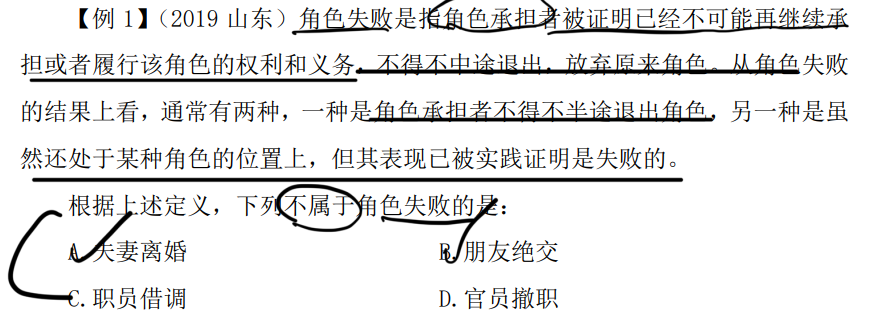 【例 1】(2019 山东）角色失败是指角色承担者被证明已经不可能再继续承
担或者履行该角色的权利和义务，不得不中途退出，放弃原来角色。从角色失败
的结果上看，通常有两种，一种是角色承担者不得不半途退出角色，另一种是虽
然还处于某种角色的位置上，但其表现已被实践证明是失败的。
根据上述定义，下列不属于角色失败的是：
A.夫妻离婚 B.朋友绝交
C.职员借调 D.官员撤职